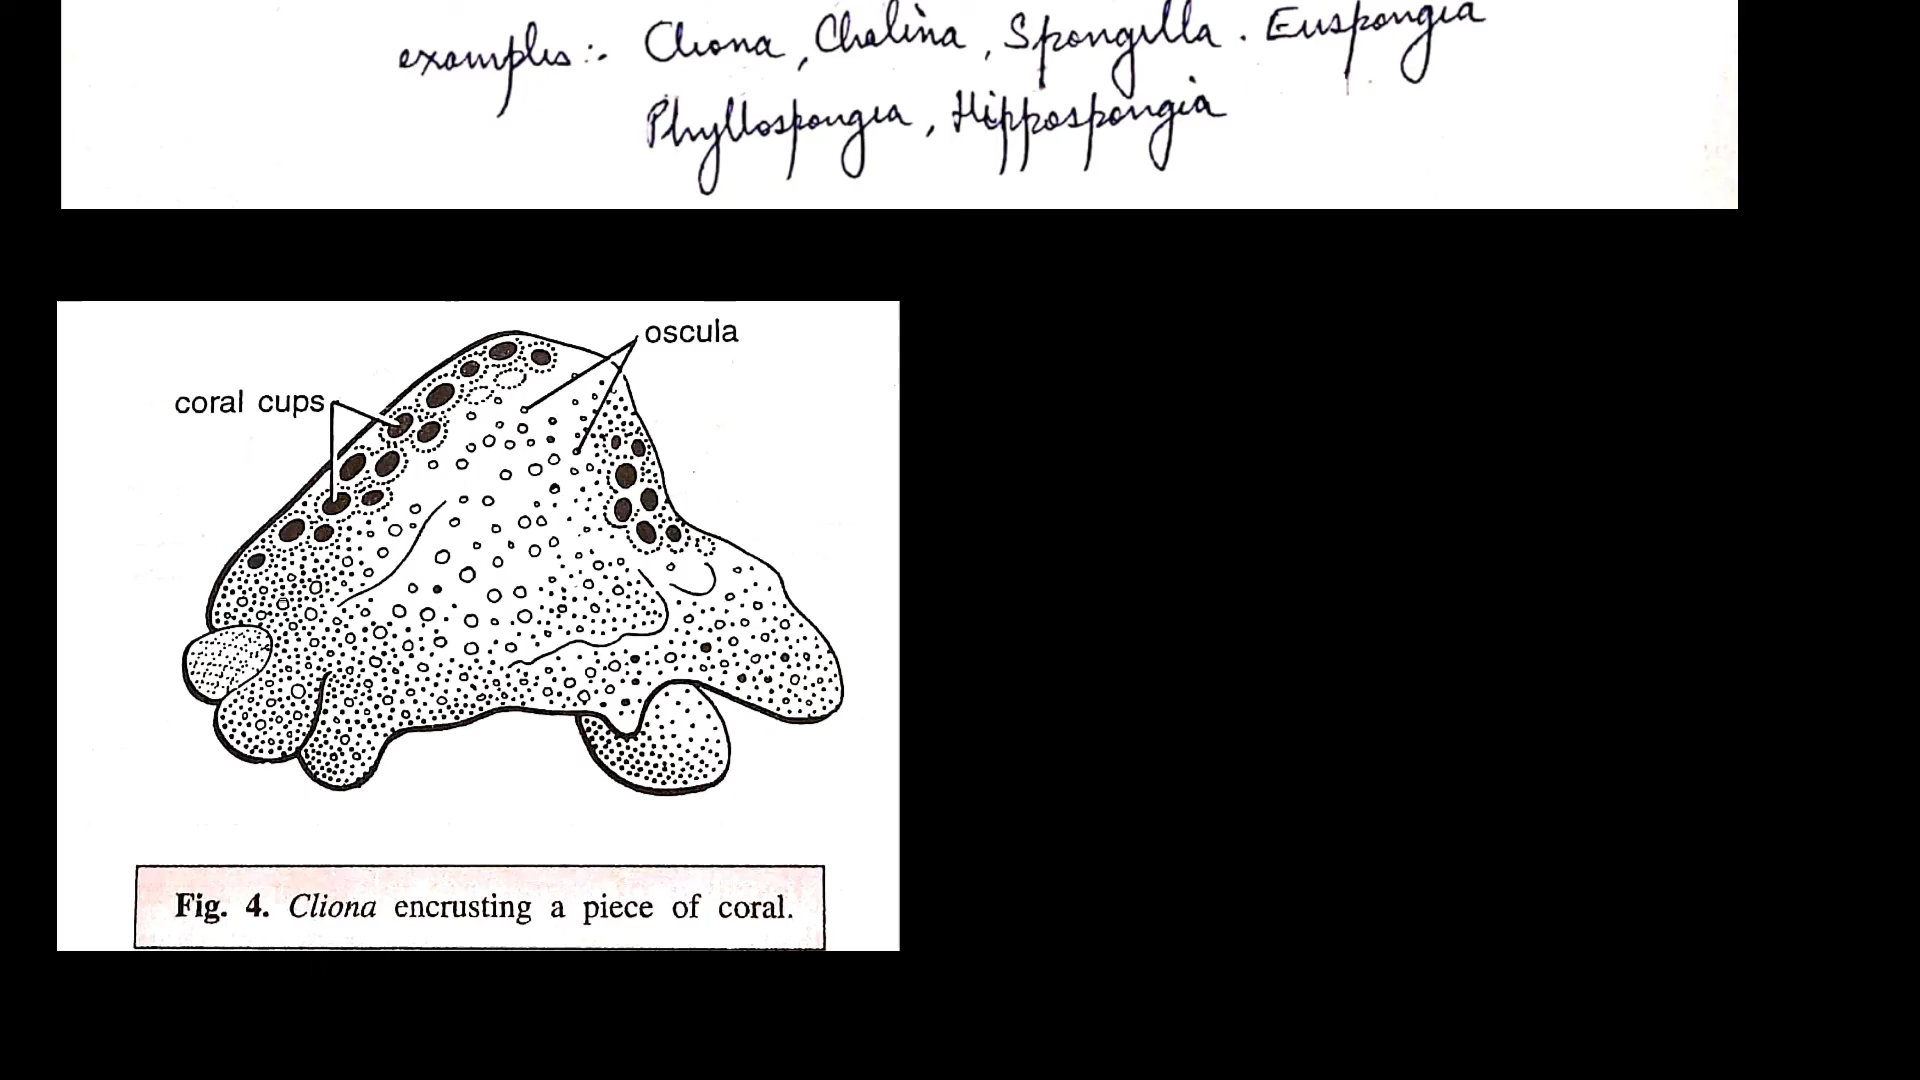 examples:- Cliona, Chalina, Spongilla. Euspongia
Phyllospongia, Hippospongia
oscula
coral cups
Fig. 4. Cliona encrusting a piece of coral.